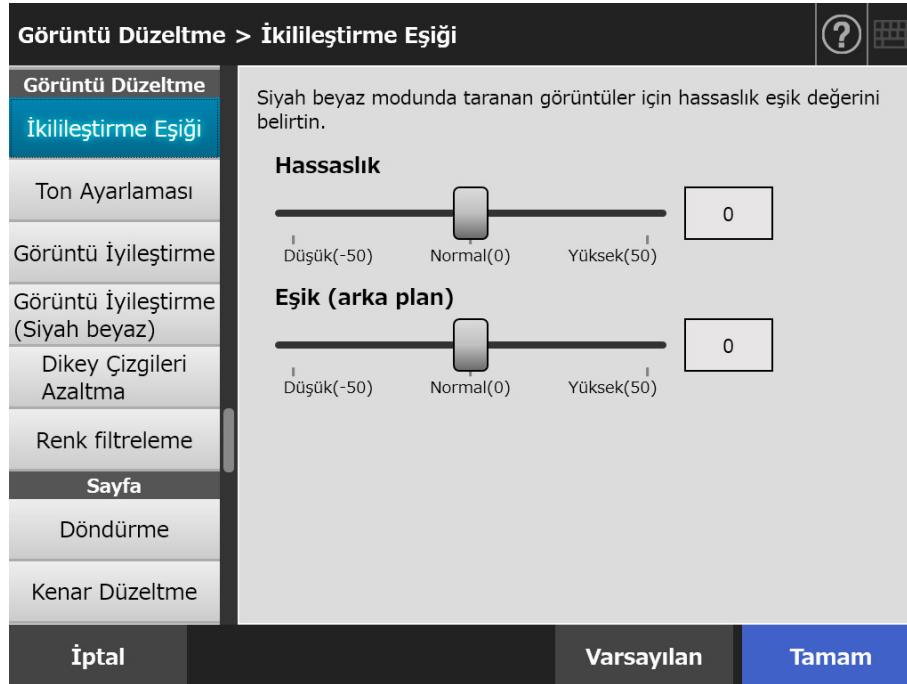 Görüntü Düzeltme > İkilileştirme Eşiği
?
Görüntü Düzeltme
İkilileştirme Eşiği
Ton Ayarlaması
Görüntü İyileştirme
Görüntü İyileştirme
(Siyah beyaz)
Dikey Çizgileri
Azaltma
Renk filtreleme
Sayfa
Döndürme
Kenar Düzeltme
Siyah beyaz modunda taranan görüntüler için hassaslık eşik değerini
belirtin.
Hassaslık
0
Düşük(-50) Normal(0) Yüksek(50)
Eşik (arka plan)
0
Düşük(-50) Normal(0) Yüksek(50)
İptal Varsayılan Tamam